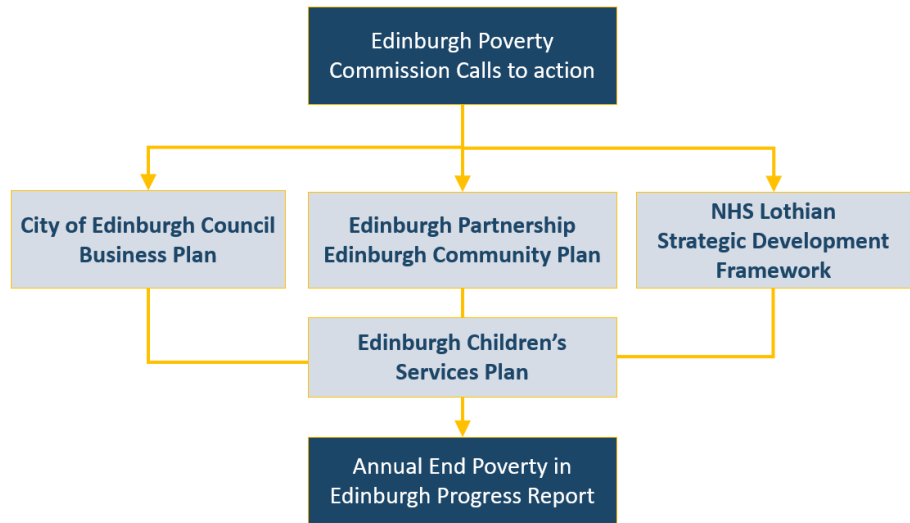 Edinburgh Poverty
Commission Calls to action
City of Edinburgh Council
Business Plan
Edinburgh Partnership
Edinburgh Community Plan
NHS Lothian
Strategic Development
Framework
Edinburgh Children’s
Services Plan
Annual End Poverty in
Edinburgh Progress Report